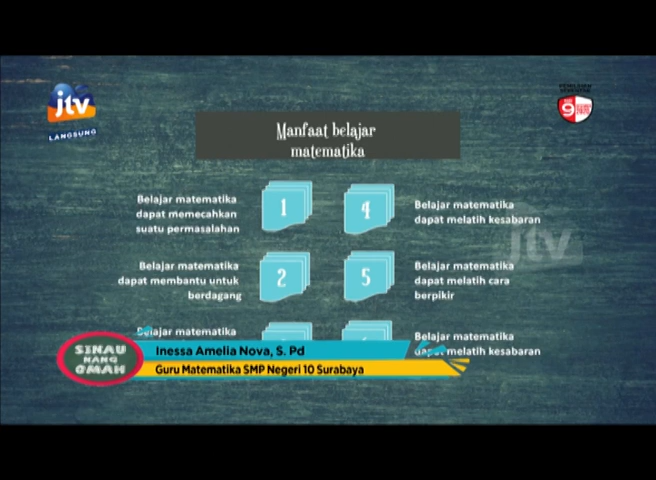 jtv
LANGSUNG
9
Manfaat belajar
matematika
Belajar matematika
dapat memecahkan
suatu permasalahan
1
4
Belajar matematika
dapat melatih kesabaran
jtv
Belajar matematika
dapat membantu untuk
berdagang
2
5
Belajar matematika
dapat melatih cara
berpikir
Belajar matematika
Belajar matematika
dapat melatih kesabaran
SINAU
NANG
OMAH
Inessa Amelia Nova, S. Pd
Guru Matematika SMP Negeri 10 Surabaya